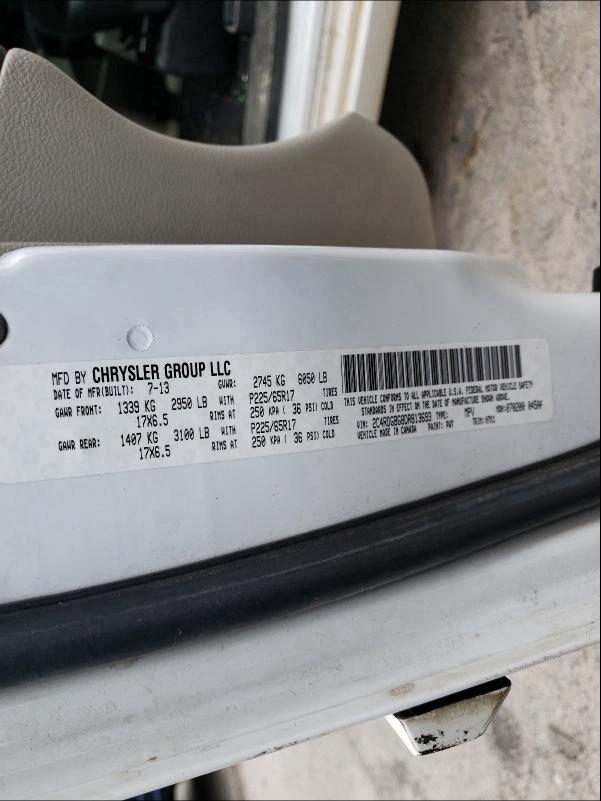 MFD BY CHRYSLER GROUP LLC
DATE OF MFR(BUILT): 7-13 GVWR: 2745 KG 6050 LB
GAWR FRONT: 1339 KG 2950 LB WITH P225/65R17 TIRES
17X6.5 RIMS AT 250 KPA ( 36 PSI) COLD
GAWR REAR: 1407 KG 3100 LB WITH P225/65R17 TIRES
17X6.5 RIMS AT 250 KPA ( 36 PSI) COLD
THIS VEHICLE CONFORMS TO ALL APPLICABLE U.S.A. FEDERAL MOTOR VEHICLE SAFETY
STANDARDS IN EFFECT ON THE DATE OF MANUFACTURE SHOWN ABOVE.
VIN: TYPE: MPV MDH:
VEHICLE MADE IN CANADA PAINT: PW7 TRIM: